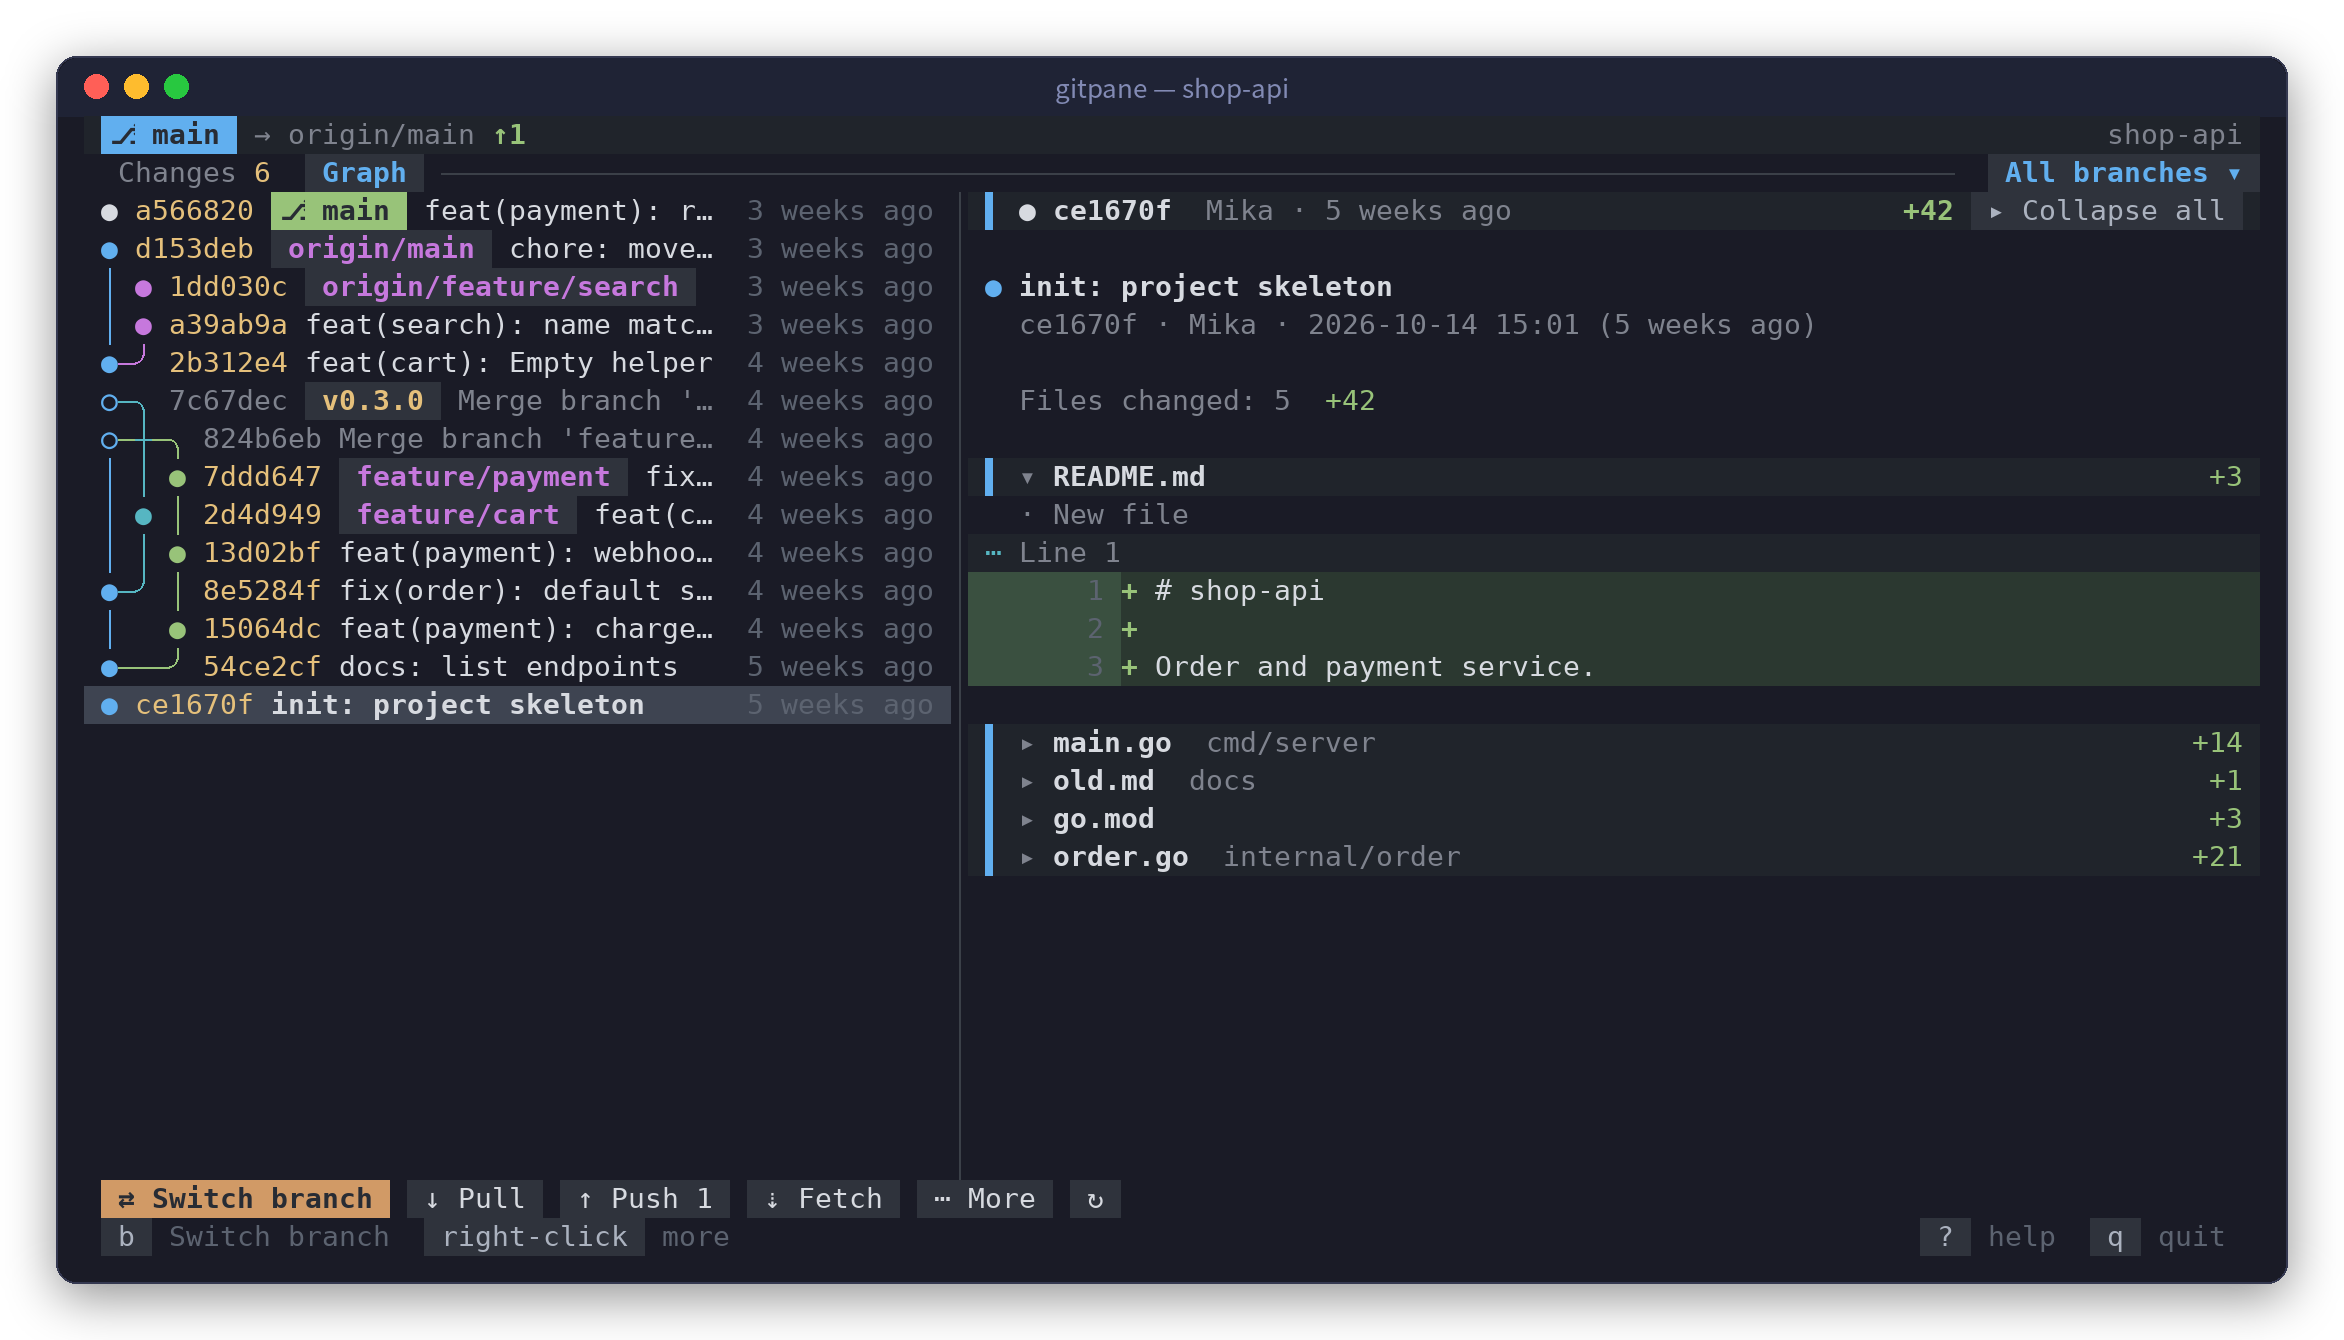 gitpane — shop-api
⎇ main → origin/main ↑1 shop-api
Changes 6 Graph All branches ▾
● a566820 ⎇ main feat(payment): r… 3 weeks ago
● d153deb origin/main chore: move… 3 weeks ago
● 1dd030c origin/feature/search 3 weeks ago
● a39ab9a feat(search): name matc… 3 weeks ago
● 2b312e4 feat(cart): Empty helper 4 weeks ago
○ 7c67dec v0.3.0 Merge branch '… 4 weeks ago
○ 824b6eb Merge branch 'feature… 4 weeks ago
● 7ddd647 feature/payment fix… 4 weeks ago
● 2d4d949 feature/cart feat(c… 4 weeks ago
● 13d02bf feat(payment): webhoo… 4 weeks ago
● 8e5284f fix(order): default s… 4 weeks ago
● 15064dc feat(payment): charge… 4 weeks ago
● 54ce2cf docs: list endpoints 5 weeks ago
● ce1670f init: project skeleton 5 weeks ago
● ce1670f Mika · 5 weeks ago +42 ▸ Collapse all
● init: project skeleton
ce1670f · Mika · 2026-10-14 15:01 (5 weeks ago)
Files changed: 5 +42
▾ README.md +3
· New file
⋯ Line 1
1 + # shop-api
2 +
3 + Order and payment service.
▸ main.go cmd/server +14
▸ old.md docs +1
▸ go.mod +3
▸ order.go internal/order +21
⇄ Switch branch ↓ Pull ↑ Push 1 ⇣ Fetch ⋯ More ↻
b Switch branch right-click more ? help q quit